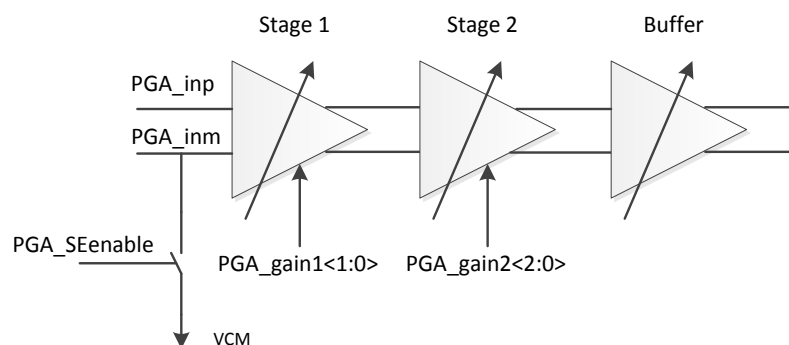 Stage 1
Stage 2
Buffer
PGA_inp
PGA_inm
PGA_SEenable
PGA_gain1<1:0>
PGA_gain2<2:0>
VCM